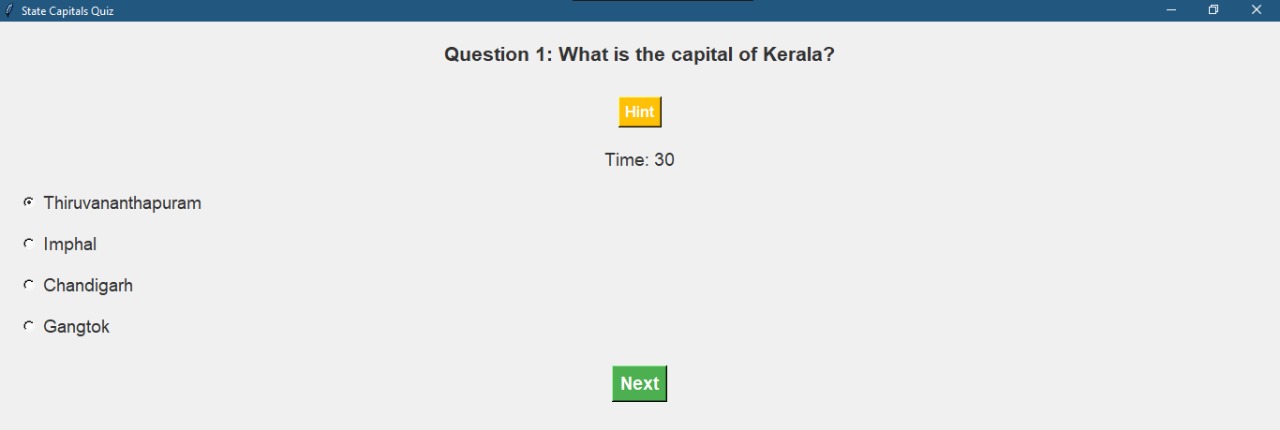 State Capitals Quiz
Question 1: What is the capital of Kerala?
Hint
Time: 30
Thiruvananthapuram
Imphal
Chandigarh
Gangtok
Next